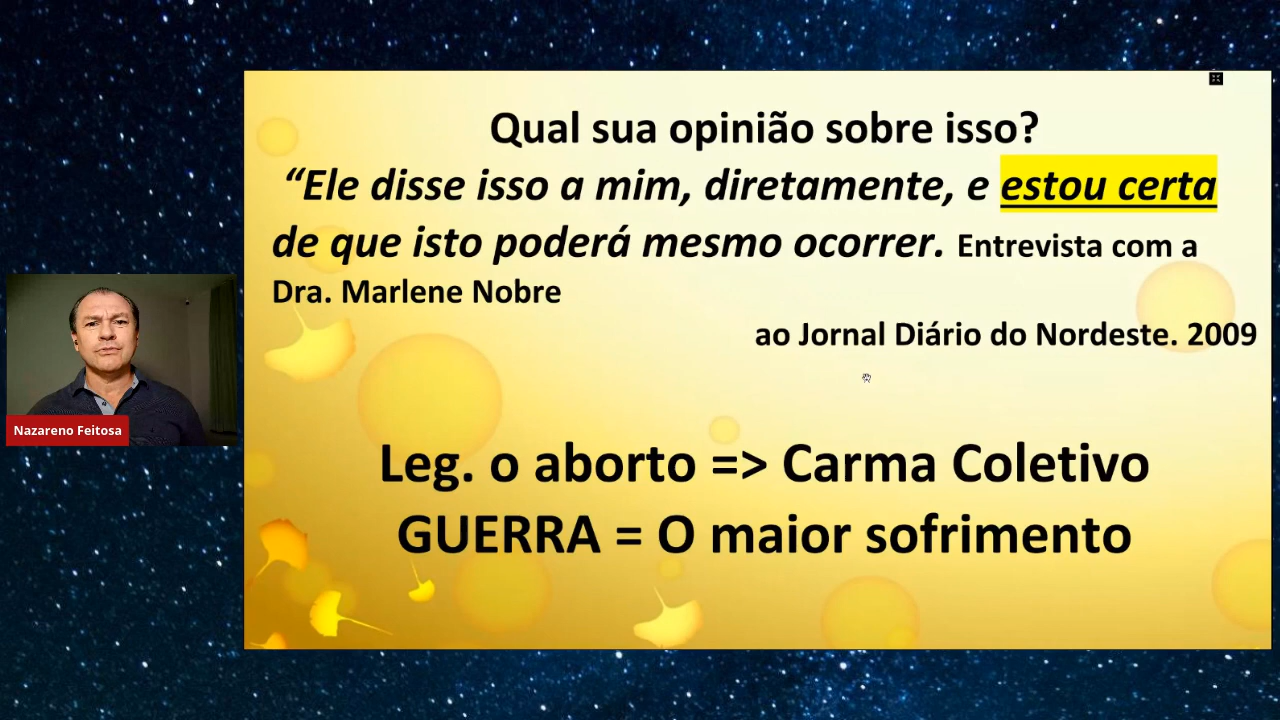 Qual sua opinião sobre isso?
“Ele disse isso a mim, diretamente, e estou certa
de que isto poderá mesmo ocorrer. Entrevista com a
Dra. Marlene Nobre
ao Jornal Diário do Nordeste. 2009
Nazareno Feitosa
Leg. o aborto => Carma Coletivo
GUERRA = O maior sofrimento